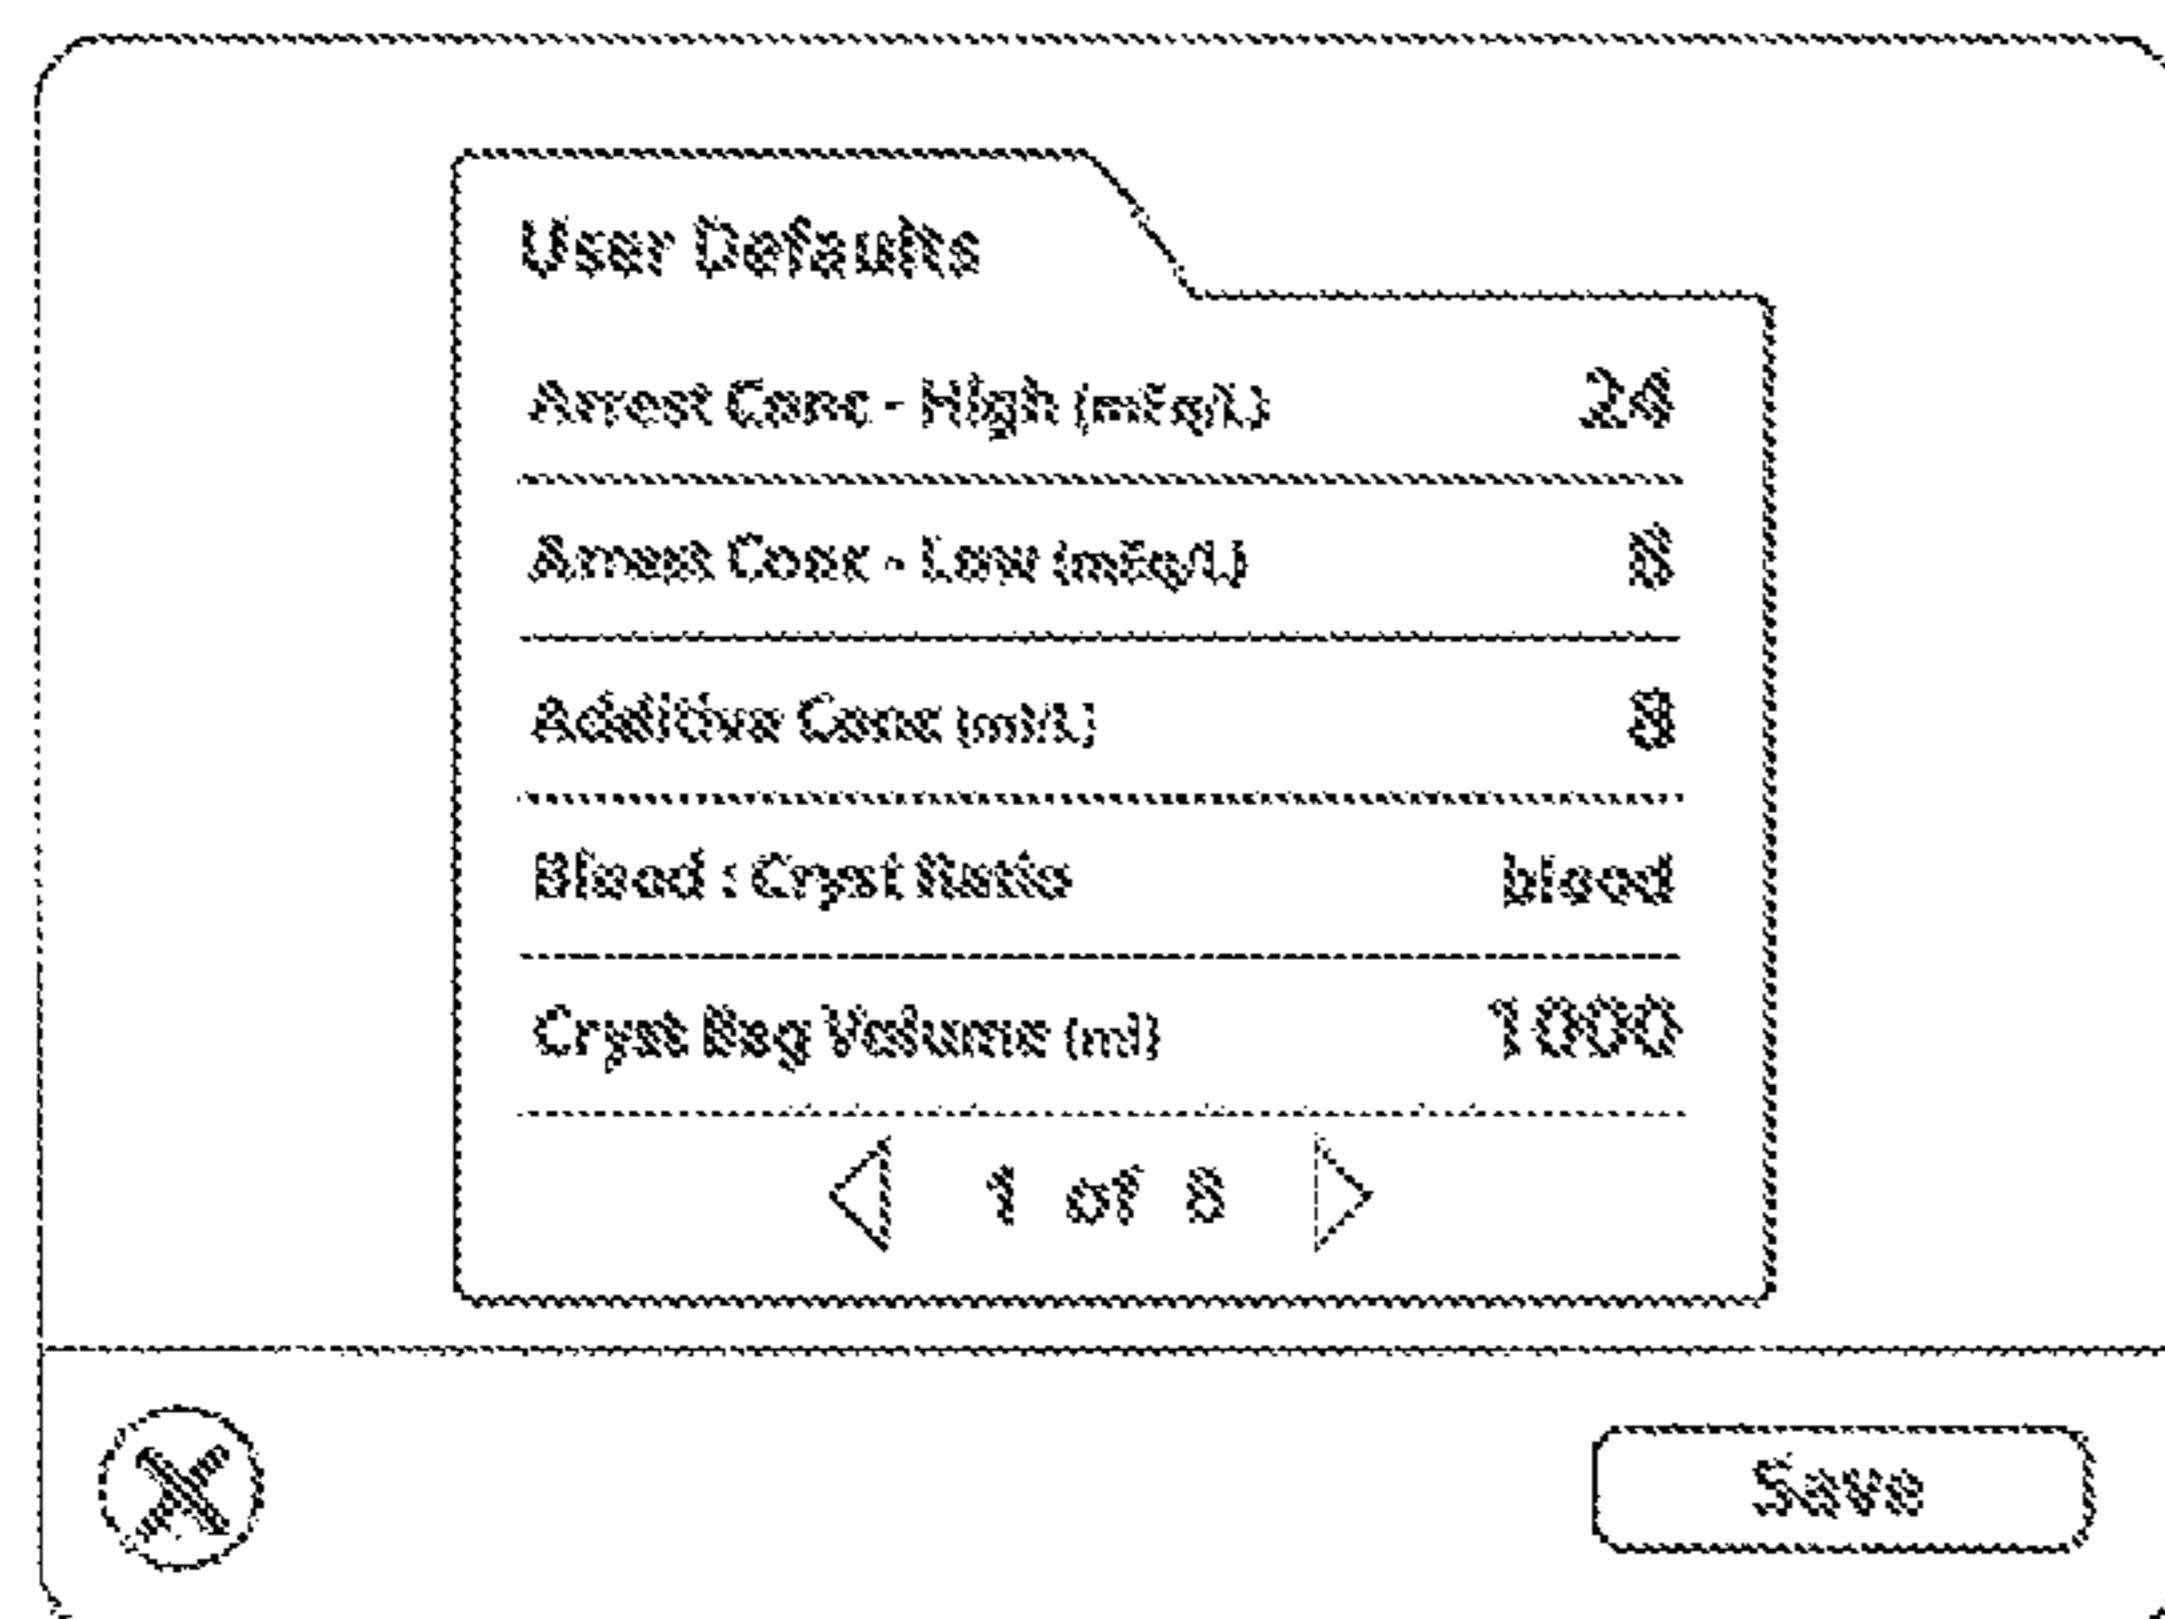 User Defaults
Arrest Conc - High (mEq/L) 24
Arrest Conc - Low (mEq/L) 8
Additive Conc (ml/L) 8
Blood : Cryst Ratio blood
Cryst Bag Volume (ml) 1000
1 of 8
Save